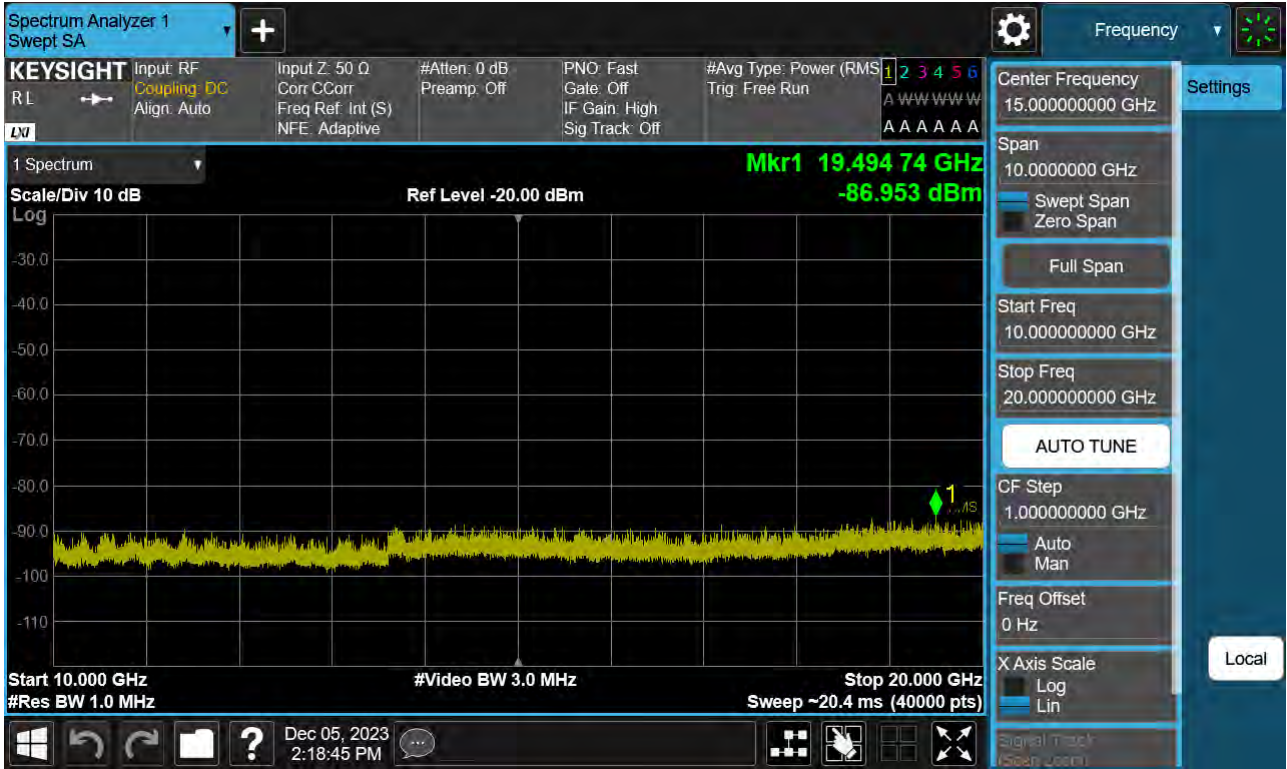 Spectrum Analyzer 1
Swept SA
+
Frequency
KEYSIGHT
R L
LXI
Input: RF
Coupling: DC
Align: Auto
Input Z: 50 Ω
Corr CCorr
Freq Ref: Int (S)
NFE: Adaptive
#Atten: 0 dB
Preamp: Off
PNO: Fast
Gate: Off
IF Gain: High
Sig Track: Off
#Avg Type: Power (RMS
Trig: Free Run
1 2 3 4 5 6
A W W W W W
A A A A A A
1 Spectrum
Scale/Div 10 dB
Ref Level -20.00 dBm
Mkr1 19.494 74 GHz
-86.953 dBm
Log
-30.0
-40.0
-50.0
-60.0
-70.0
-80.0
-90.0
-100
-110
1
Start 10.000 GHz
#Res BW 1.0 MHz
#Video BW 3.0 MHz
Stop 20.000 GHz
Sweep ~20.4 ms (40000 pts)
Center Frequency
15.000000000 GHz
Span
10.0000000 GHz
Swept Span
Zero Span
Full Span
Start Freq
10.000000000 GHz
Stop Freq
20.000000000 GHz
AUTO TUNE
CF Step
1.000000000 GHz
Auto
Man
Freq Offset
0 Hz
X Axis Scale
Log
Lin
Signal Track
(Span Zoom)
Settings
Local
?
Dec 05, 2023
2:18:45 PM